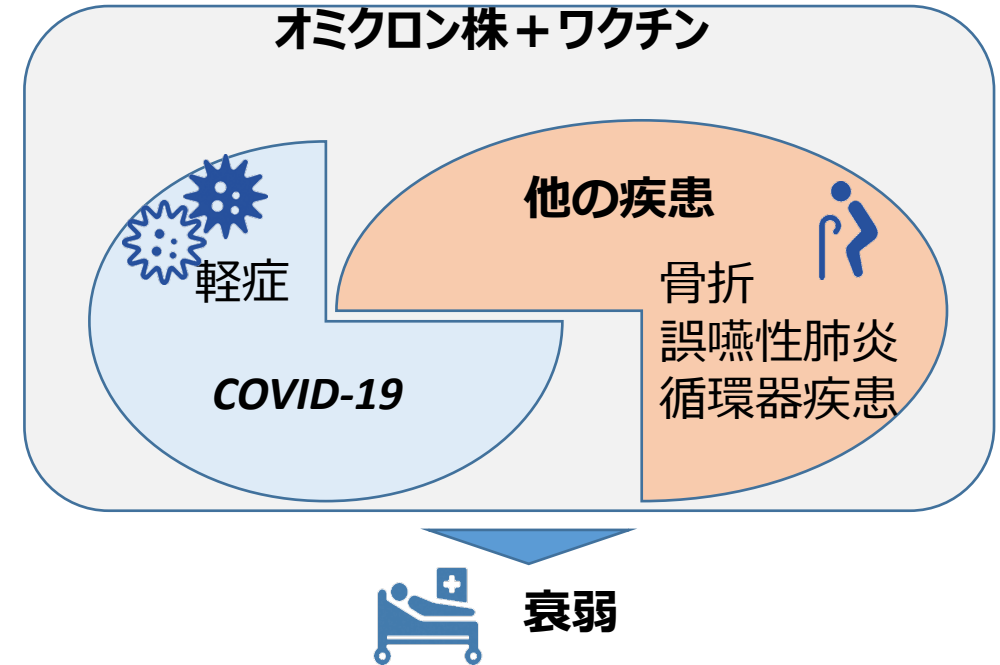 オミクロン株＋ワクチン
他の疾患
軽症
骨折
誤嚥性肺炎
循環器疾患
COVID-19
衰弱